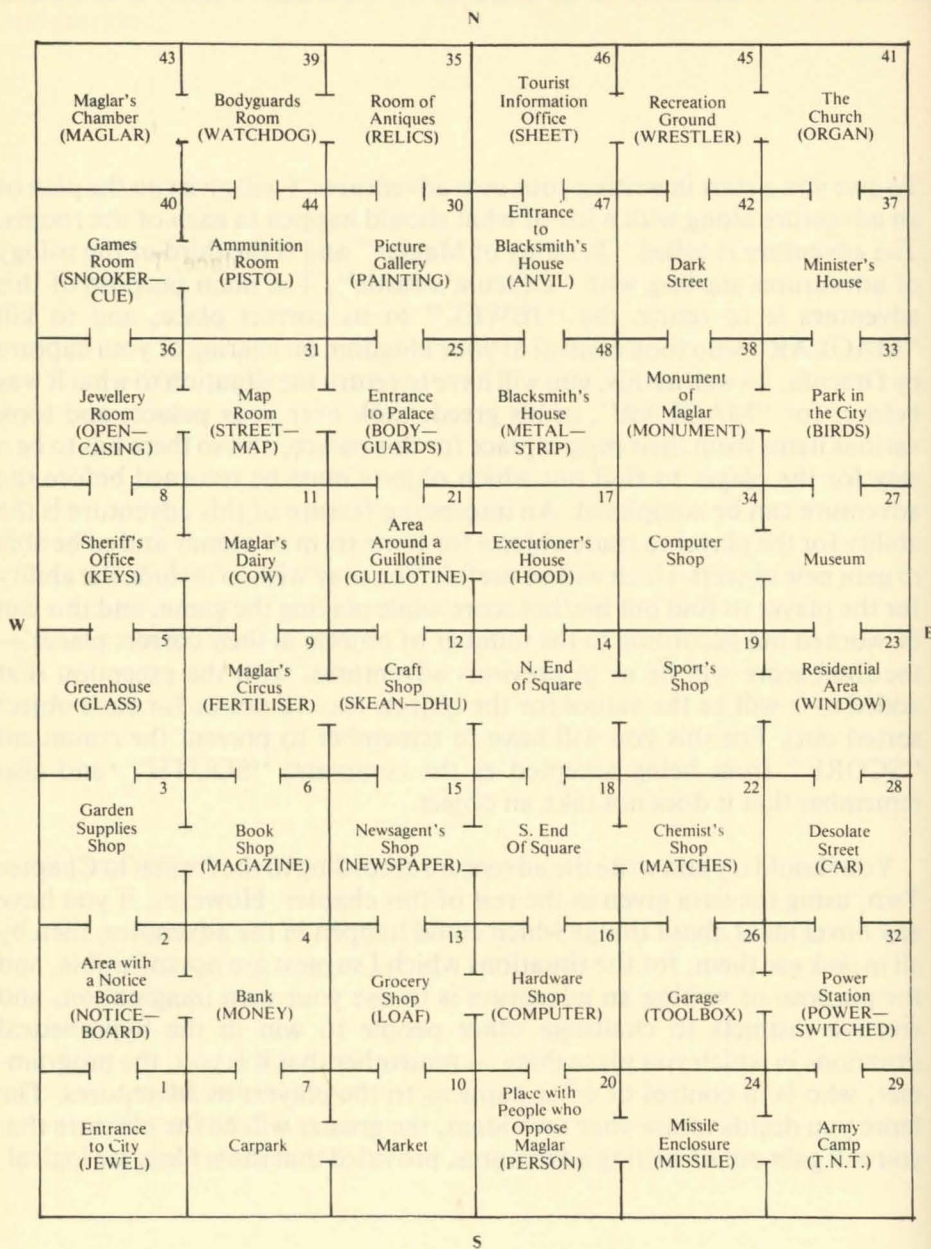 N
43
Maglar's
Chamber
(MAGLAR)
39
Bodyguards
Room
(WATCHDOG)
35
Room of
Antiques
(RELICS)
46
Tourist
Information
Office
(SHEET)
45
Recreation
Ground
(WRESTLER)
41
The
Church
(ORGAN)
40
Games
Room
(SNOOKER—
CUE)
44
Ammunition
Room
(PISTOL)
30
Picture
Gallery
(PAINTING)
47
Entrance
to
Blacksmith's
House
(ANVIL)
42
Dark
Street
37
Minister's
House
36
Jewellery
Room
(OPEN—
CASING)
31
Map
Room
(STREET—
MAP)
25
Entrance
to Palace
(BODY—
GUARDS)
48
Blacksmith's
House
(METAL—
STRIP)
38
Monument
of
Maglar
(MONUMENT)
33
Park in
the City
(BIRDS)
8
Sheriff's
Office
(KEYS)
11
Maglar's
Dairy
(COW)
21
Area
Around a
Guillotine
(GUILLOTINE)
17
Executioner's
House
(HOOD)
34
Computer
Shop
27
Museum
W
E
5
Greenhouse
(GLASS)
9
Maglar's
Circus
(FERTILISER)
12
Craft
Shop
(SKEAN—DHU)
14
N. End
of Square
19
Sport's
Shop
23
Residential
Area
(WINDOW)
3
Garden
Supplies
Shop
6
Book
Shop
(MAGAZINE)
15
Newsagent's
Shop
(NEWSPAPER)
18
S. End
Of Square
22
Chemist's
Shop
(MATCHES)
28
Desolate
Street
(CAR)
2
Area with
a Notice
Board
(NOTICE—
BOARD)
4
Bank
(MONEY)
13
Grocery
Shop
(LOAF)
16
Hardware
Shop
(COMPUTER)
26
Garage
(TOOLBOX)
32
Power
Station
(POWER—
SWITCHED)
1
Entrance
to City
(JEWEL)
7
Carpark
10
Market
20
Place with
People who
Oppose
Maglar
(PERSON)
24
Missile
Enclosure
(MISSILE)
29
Army
Camp
(T.N.T.)
S